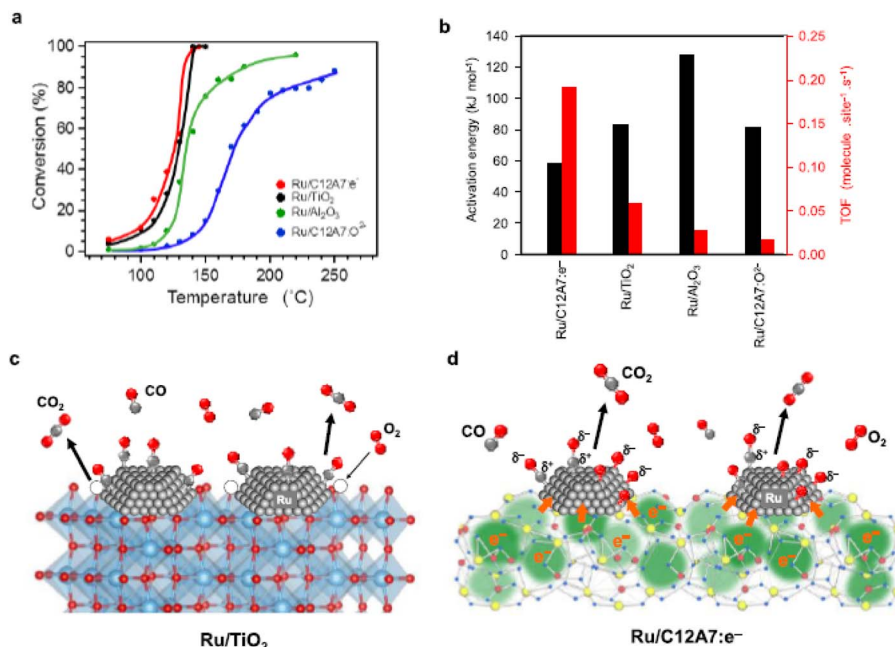 a
100
80
60
40
20
0
Conversion (%)
Ru/C12A7:e⁻
Ru/TiO₂
Ru/Al₂O₃
Ru/C12A7:O²⁻
100 150 200 250
Temperature (˚C)
b
140
120
100
80
60
40
20
0
Activation energy (kJ mol⁻¹)
0.25
0.20
0.15
0.10
0.05
0.00
TOF (molecule .site⁻¹ .s⁻¹)
Ru/C12A7:e⁻
Ru/TiO₂
Ru/Al₂O₃
Ru/C12A7:O²⁻
c
CO₂
CO
O₂
Ru
Ru/TiO₂
d
CO₂
CO
O₂
δ⁻ δ⁻ δ⁻ δ⁻ δ⁻
δ⁺ δ⁺ δ⁻ δ⁺ δ⁻
Ru
e⁻ e⁻ e⁻
e⁻ e⁻ e⁻
Ru/C12A7:e⁻